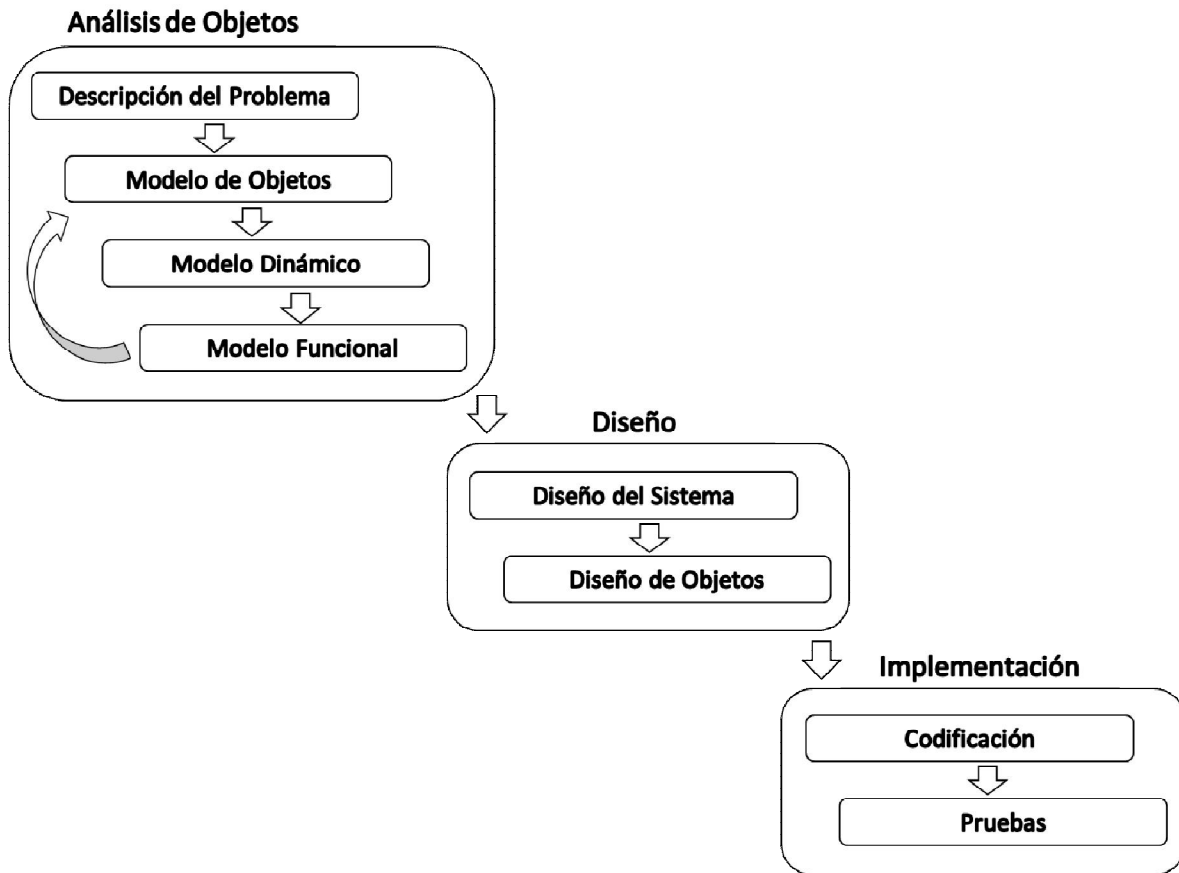 Análisis de Objetos
Descripción del Problema
Modelo de Objetos
Modelo Dinámico
Modelo Funcional
Diseño
Diseño del Sistema
Diseño de Objetos
Implementación
Codificación
Pruebas